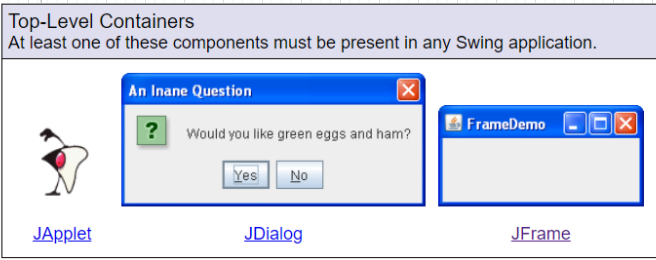 Top-Level Containers
At least one of these components must be present in any Swing application.
An Inane Question
?
Would you like green eggs and ham?
Yes No
FrameDemo
JApplet JDialog JFrame